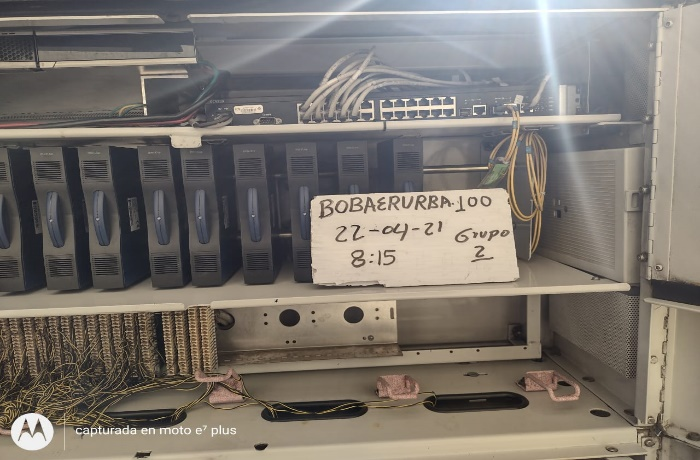 BOBAERURBA.100
22-04-21
Grupo
8:15
2
capturada en moto e⁷ plus